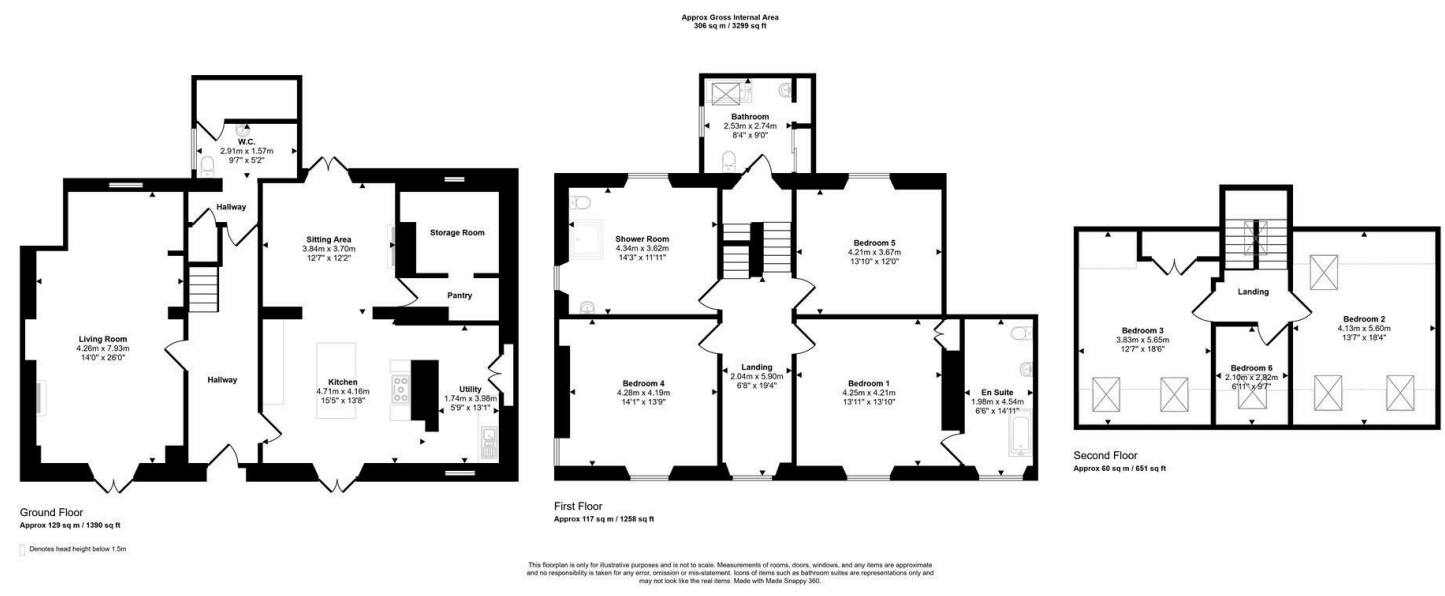 Approx Gross Internal Area
306 sq m / 3299 sq ft
W.C.
2.91m x 1.57m
9'7" x 5'2"
Hallway
Sitting Area
3.84m x 3.70m
12'7" x 12'2"
Storage Room
Pantry
Living Room
4.26m x 7.93m
14'0" x 26'0"
Hallway
Kitchen
4.71m x 4.16m
15'5" x 13'8"
Utility
1.74m x 3.98m
5'9" x 13'1"
Ground Floor
Approx 129 sq m / 1390 sq ft
Denotes head height below 1.5m
Bathroom
2.53m x 2.74m
8'4" x 9'0"
Shower Room
4.34m x 3.62m
14'3" x 11'11"
Bedroom 5
4.21m x 3.67m
13'10" x 12'0"
Bedroom 4
4.28m x 4.19m
14'1" x 13'9"
Landing
2.04m x 5.90m
6'8" x 19'4"
Bedroom 1
4.25m x 4.21m
13'11" x 13'10"
En Suite
1.98m x 4.54m
6'6" x 14'11"
First Floor
Approx 117 sq m / 1258 sq ft
Landing
Bedroom 3
3.83m x 5.65m
12'7" x 18'6"
Bedroom 2
4.13m x 5.60m
13'7" x 18'4"
Bedroom 6
2.10m x 2.92m
6'11" x 9'7"
Second Floor
Approx 60 sq m / 651 sq ft
This floorplan is only for illustrative purposes and is not to scale. Measurements of rooms, doors, windows, and any items are approximate
and no responsibility is taken for any error, omission or mis-statement. Icons of items such as bathroom suites are representations only and
may not look like the real items. Made with Made Snappy 360.